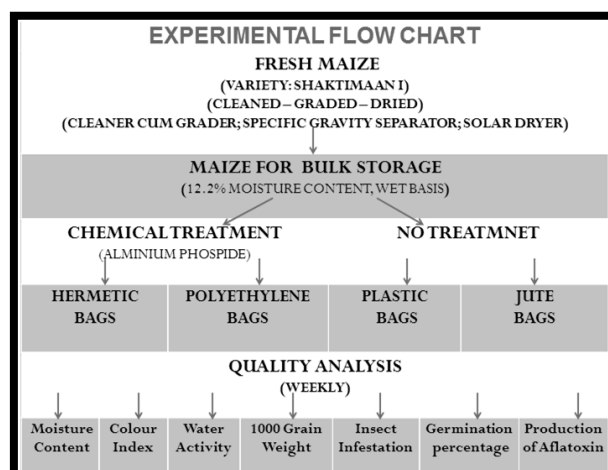 EXPERIMENTAL FLOW CHART
FRESH MAIZE
(VARIETY: SHAKTIMAAN I)
(CLEANED – GRADED – DRIED)
(CLEANER CUM GRADER; SPECIFIC GRAVITY SEPARATOR; SOLAR DRYER)
MAIZE FOR BULK STORAGE
(12.2% MOISTURE CONTENT, WET BASIS)
CHEMICAL TREATMENT NO TREATMNET
(ALMINIUM PHOSPIDE)
HERMETIC POLYETHYLENE PLASTIC JUTE
BAGS BAGS BAGS BAGS
QUALITY ANALYSIS
(WEEKLY)
Moisture Colour Water 1000 Grain Insect Germination Production
Content Index Activity Weight Infestation percentage of Aflatoxin